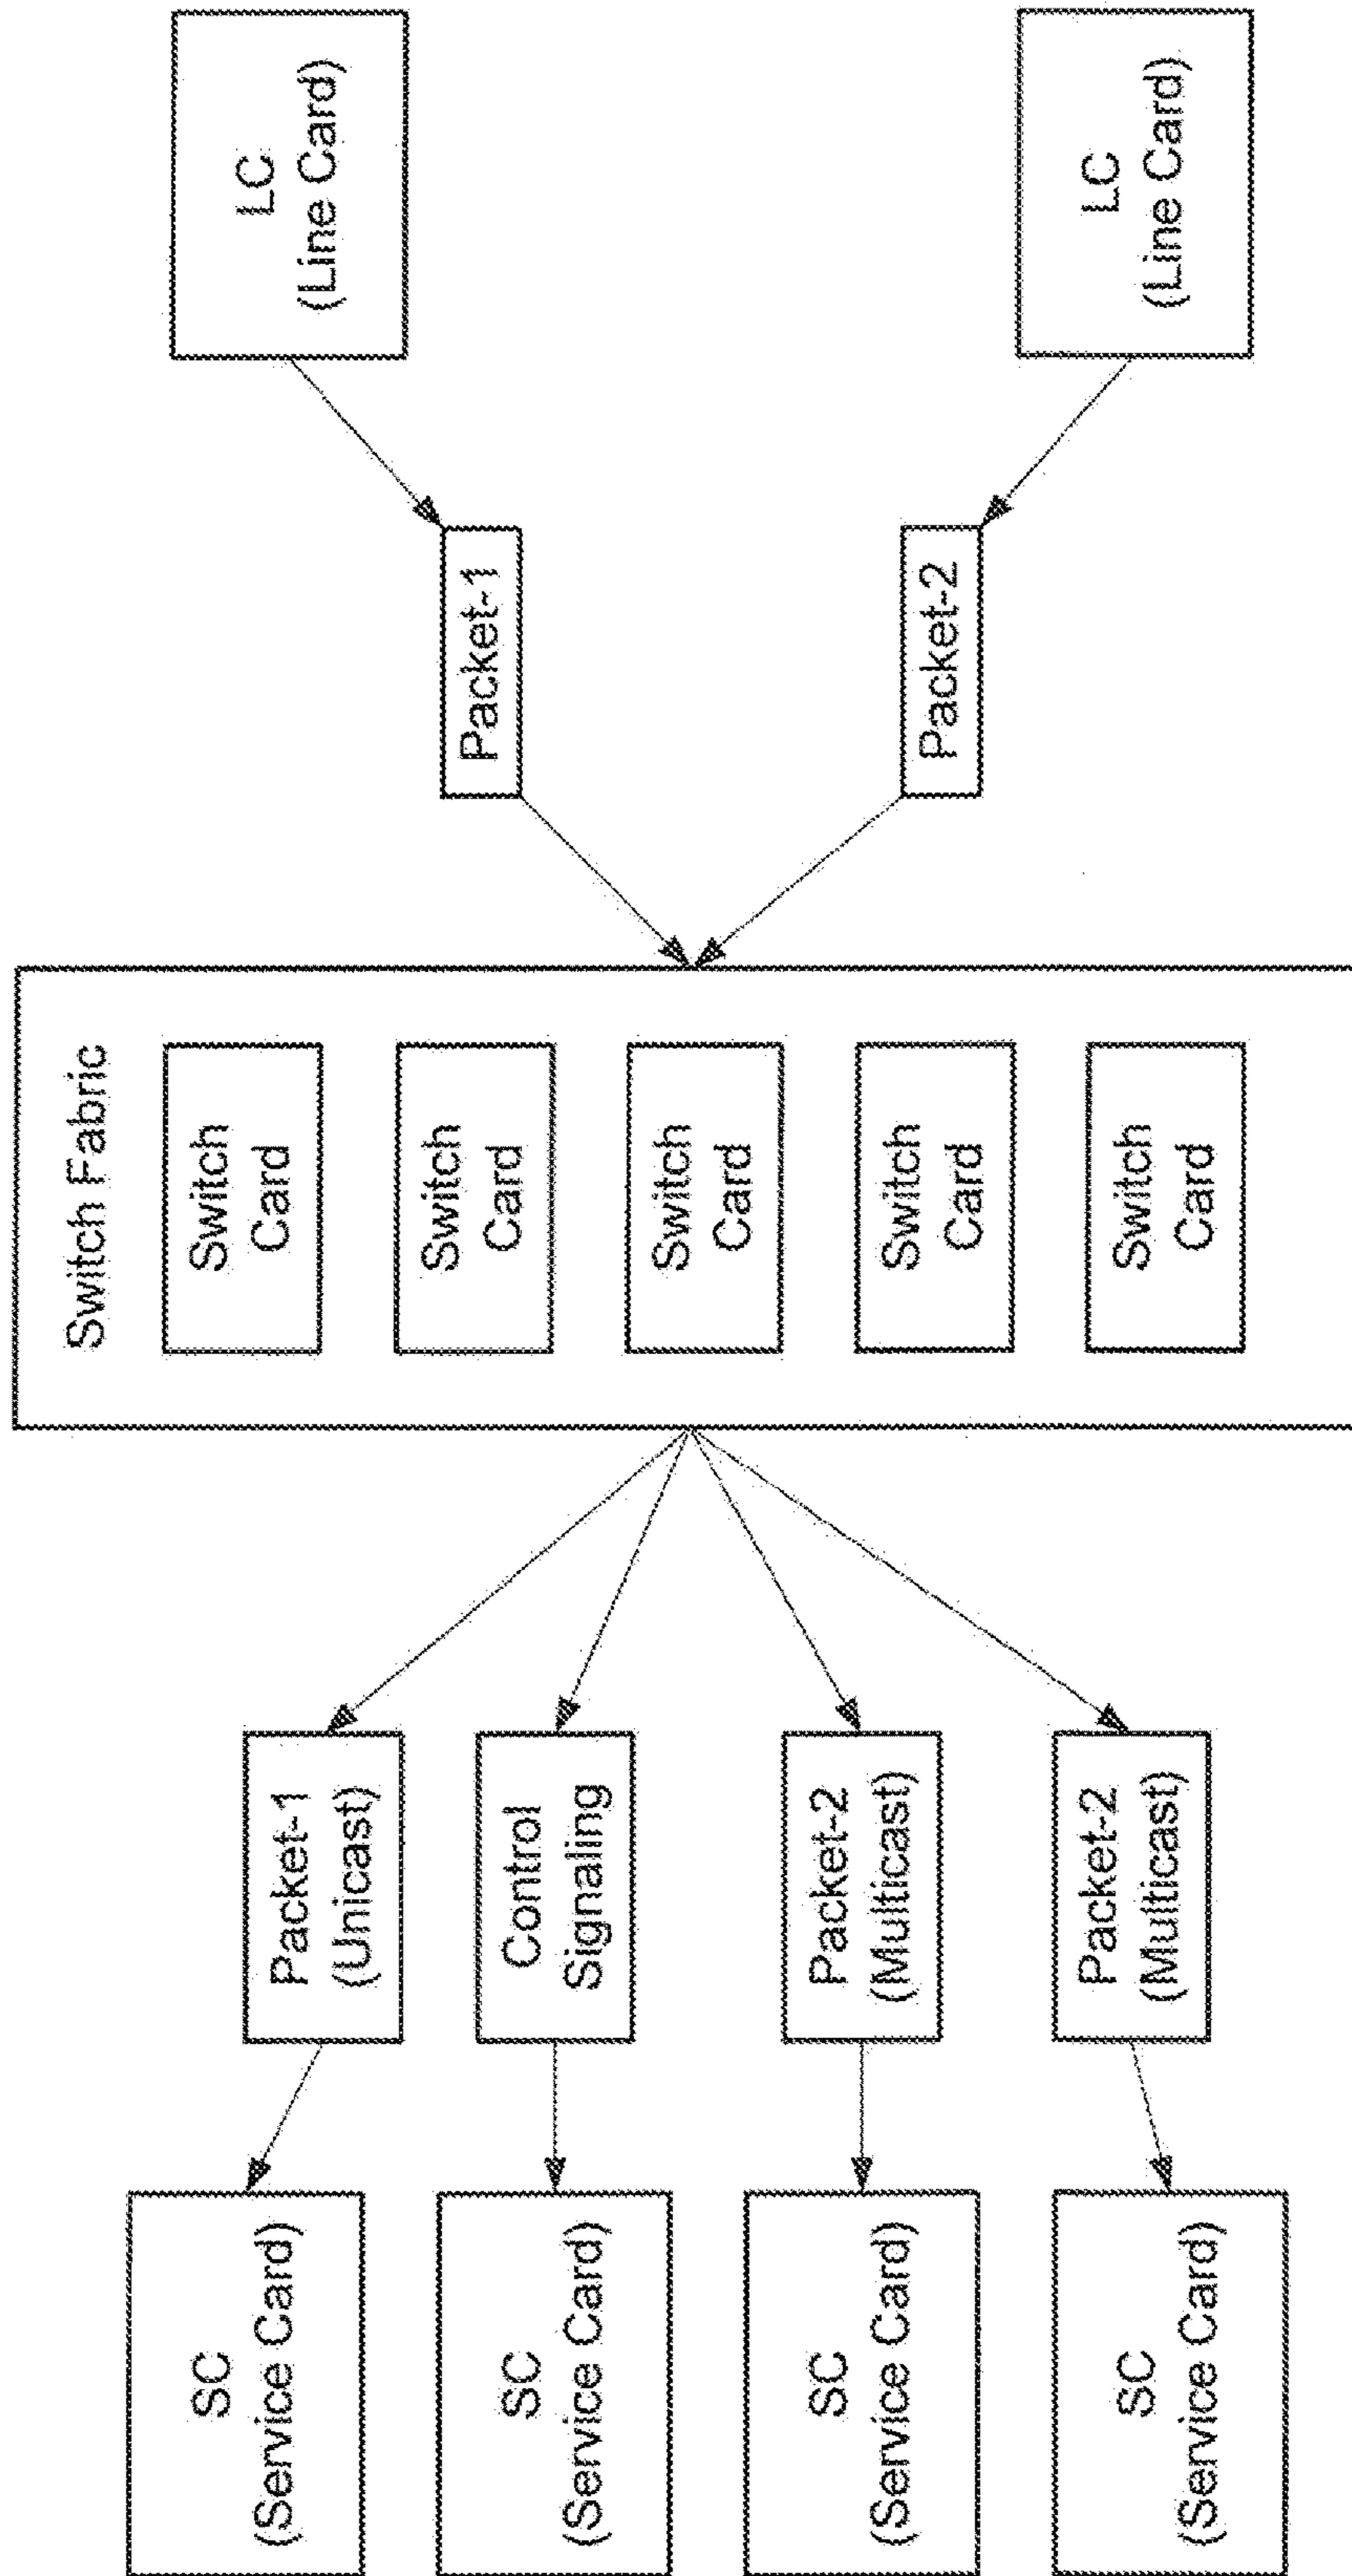 SC
(Service Card)
SC
(Service Card)
SC
(Service Card)
SC
(Service Card)
Packet-1
(Unicast)
Control
Signaling
Packet-2
(Multicast)
Packet-2
(Multicast)
Switch Fabric
Switch
Card
Switch
Card
Switch
Card
Switch
Card
Switch
Card
Packet-1
Packet-2
LC
(Line Card)
LC
(Line Card)